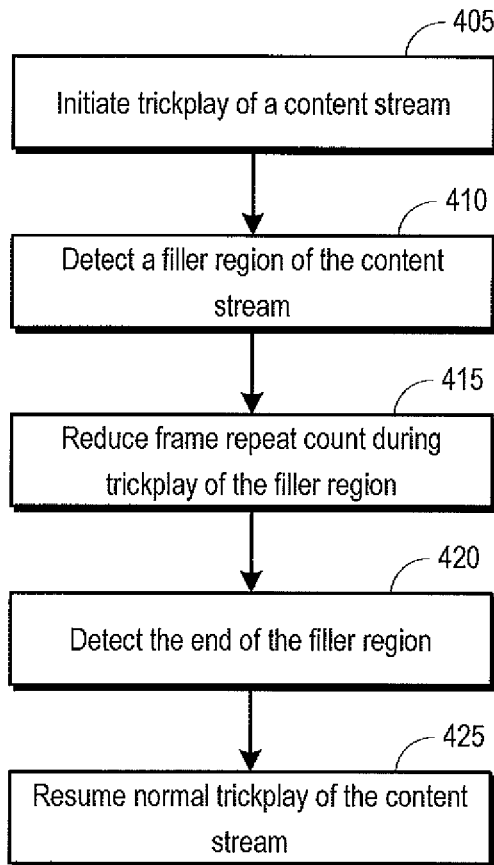 405
Initiate trickplay of a content stream
410
Detect a filler region of the content
stream
415
Reduce frame repeat count during
trickplay of the filler region
420
Detect the end of the filler region
425
Resume normal trickplay of the content
stream